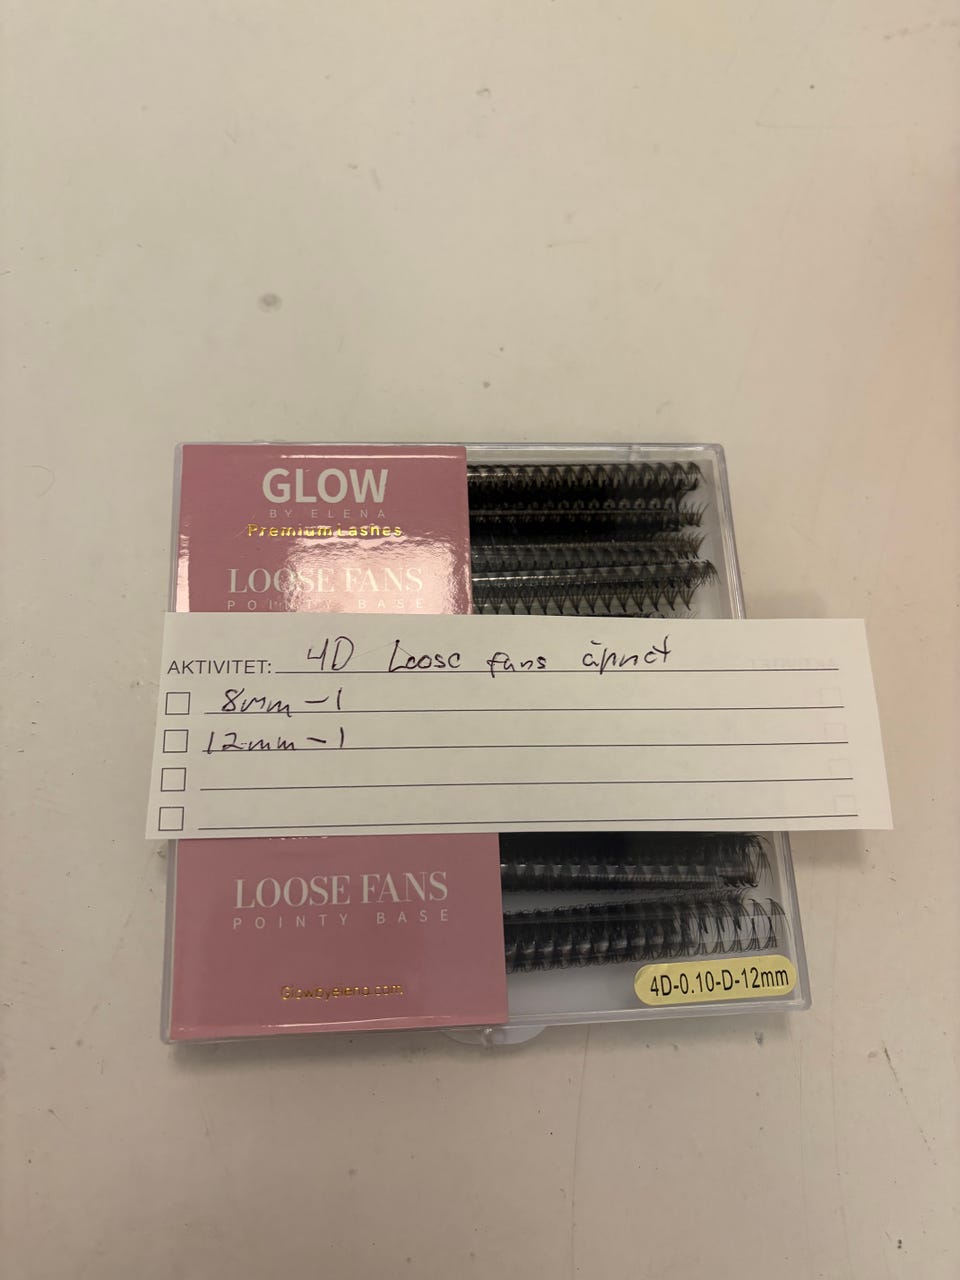 GLOW
BY ELENA
Premium Lashes
LOOSE FANS
POINTY BASE
AKTIVITET: 4D Loose fans åpnet
8mm - 1
12mm - 1
LOOSE FANS
POINTY BASE
Glowbyelena.com
4D-0.10-D-12mm